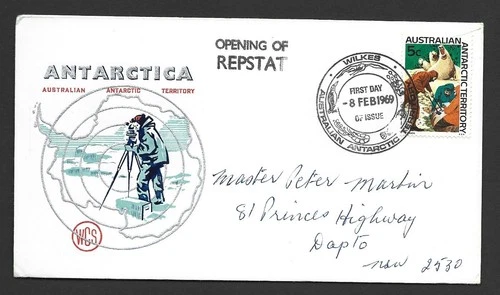 OPENING OF
REPSTAT
ANTARCTICA
AUSTRALIAN ANTARCTIC TERRITORY
WCS
WILKES
FIRST DAY
-8 FEB 1969
OF ISSUE
AUSTRALIAN ANTARCTIC
AUSTRALIAN
5c
ANTARCTIC TERRITORY
Master Peter Martin
81 Princes Highway
Dapto
nsw 2530